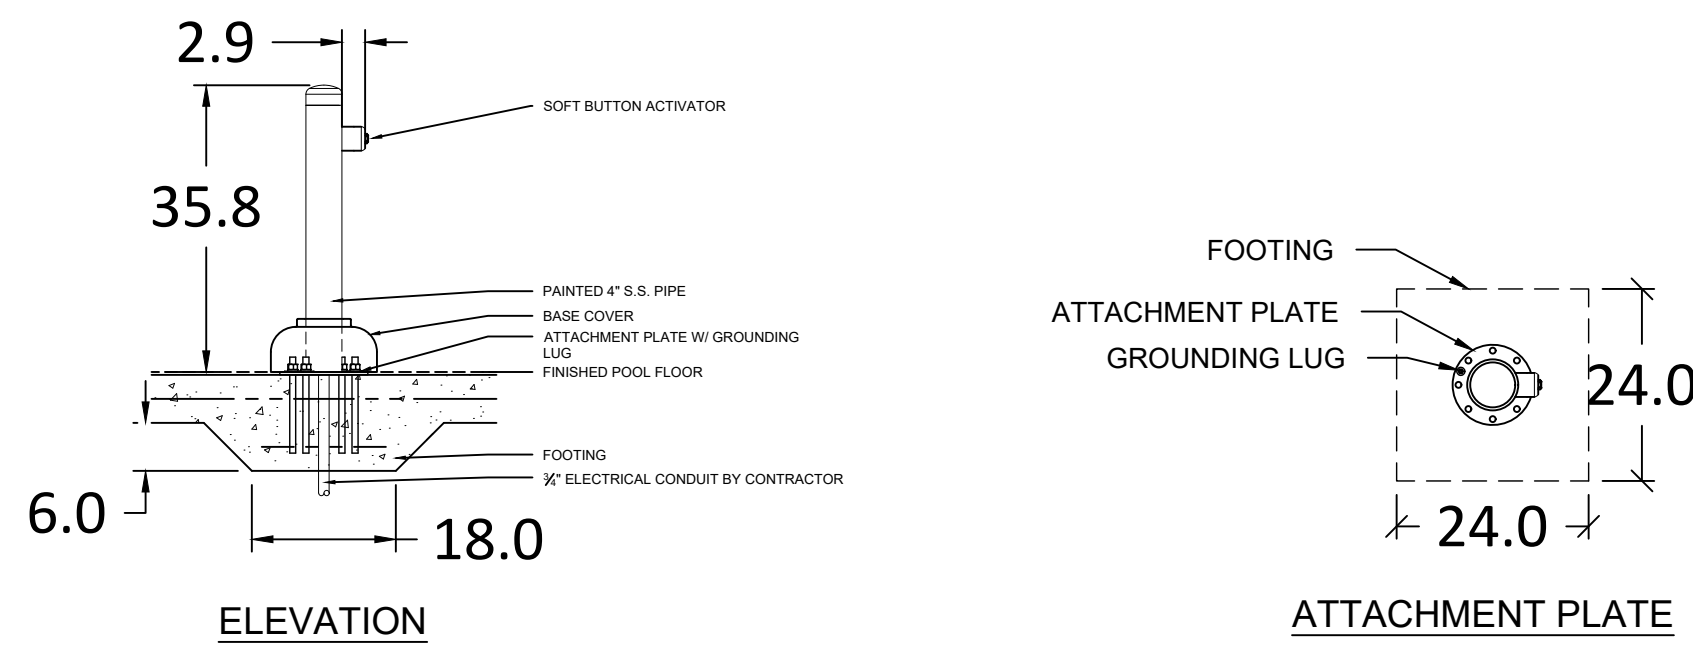 2.9
SOFT BUTTON ACTIVATOR
35.8
PAINTED 4" S.S. PIPE
BASE COVER
ATTACHMENT PLATE W/ GROUNDING
LUG
FINISHED POOL FLOOR
FOOTING
¾" ELECTRICAL CONDUIT BY CONTRACTOR
6.0
18.0
ELEVATION
FOOTING
ATTACHMENT PLATE
GROUNDING LUG
24.0
24.0
ATTACHMENT PLATE